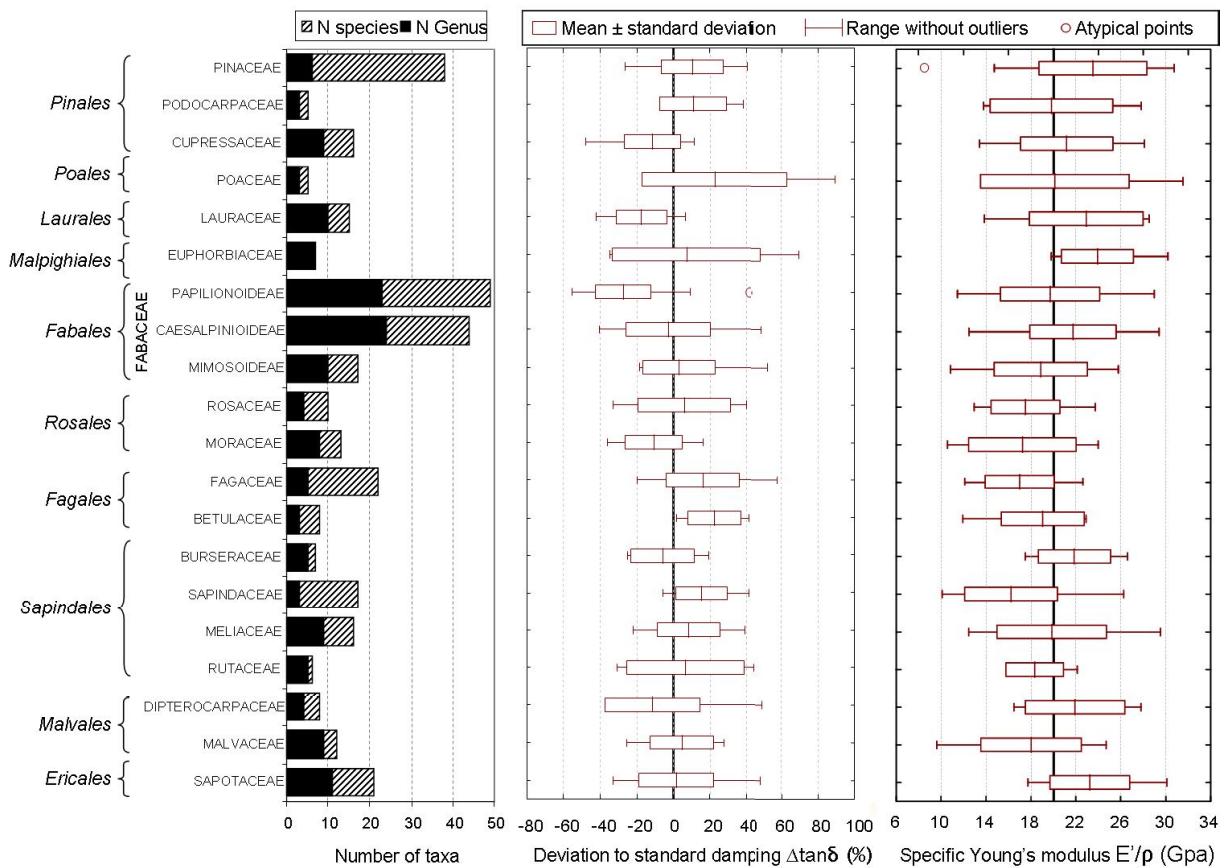 N species N Genus
Mean ± standard deviation Range without outliers Atypical points
Pinales
PINACEAE
PODOCARPACEAE
CUPRESSACEAE
Poales
POACEAE
Laurales
LAURACEAE
Malpighiales
EUPHORBIACEAE
Fabales
FABACEAE
PAPILIONOIDEAE
CAESALPINIOIDEAE
MIMOSOIDEAE
Rosales
ROSACEAE
MORACEAE
Fagales
FAGACEAE
BETULACEAE
Sapindales
BURSERACEAE
SAPINDACEAE
MELIACEAE
RUTACEAE
Malvales
DIPTEROCARPACEAE
MALVACEAE
Ericales
SAPOTACEAE
0 10 20 30 40 50
Number of taxa
-80 -60 -40 -20 0 20 40 60 80 100
Deviation to standard damping Δtanδ (%)
6 10 14 18 22 26 30 34
Specific Young's modulus E'/ρ (Gpa)